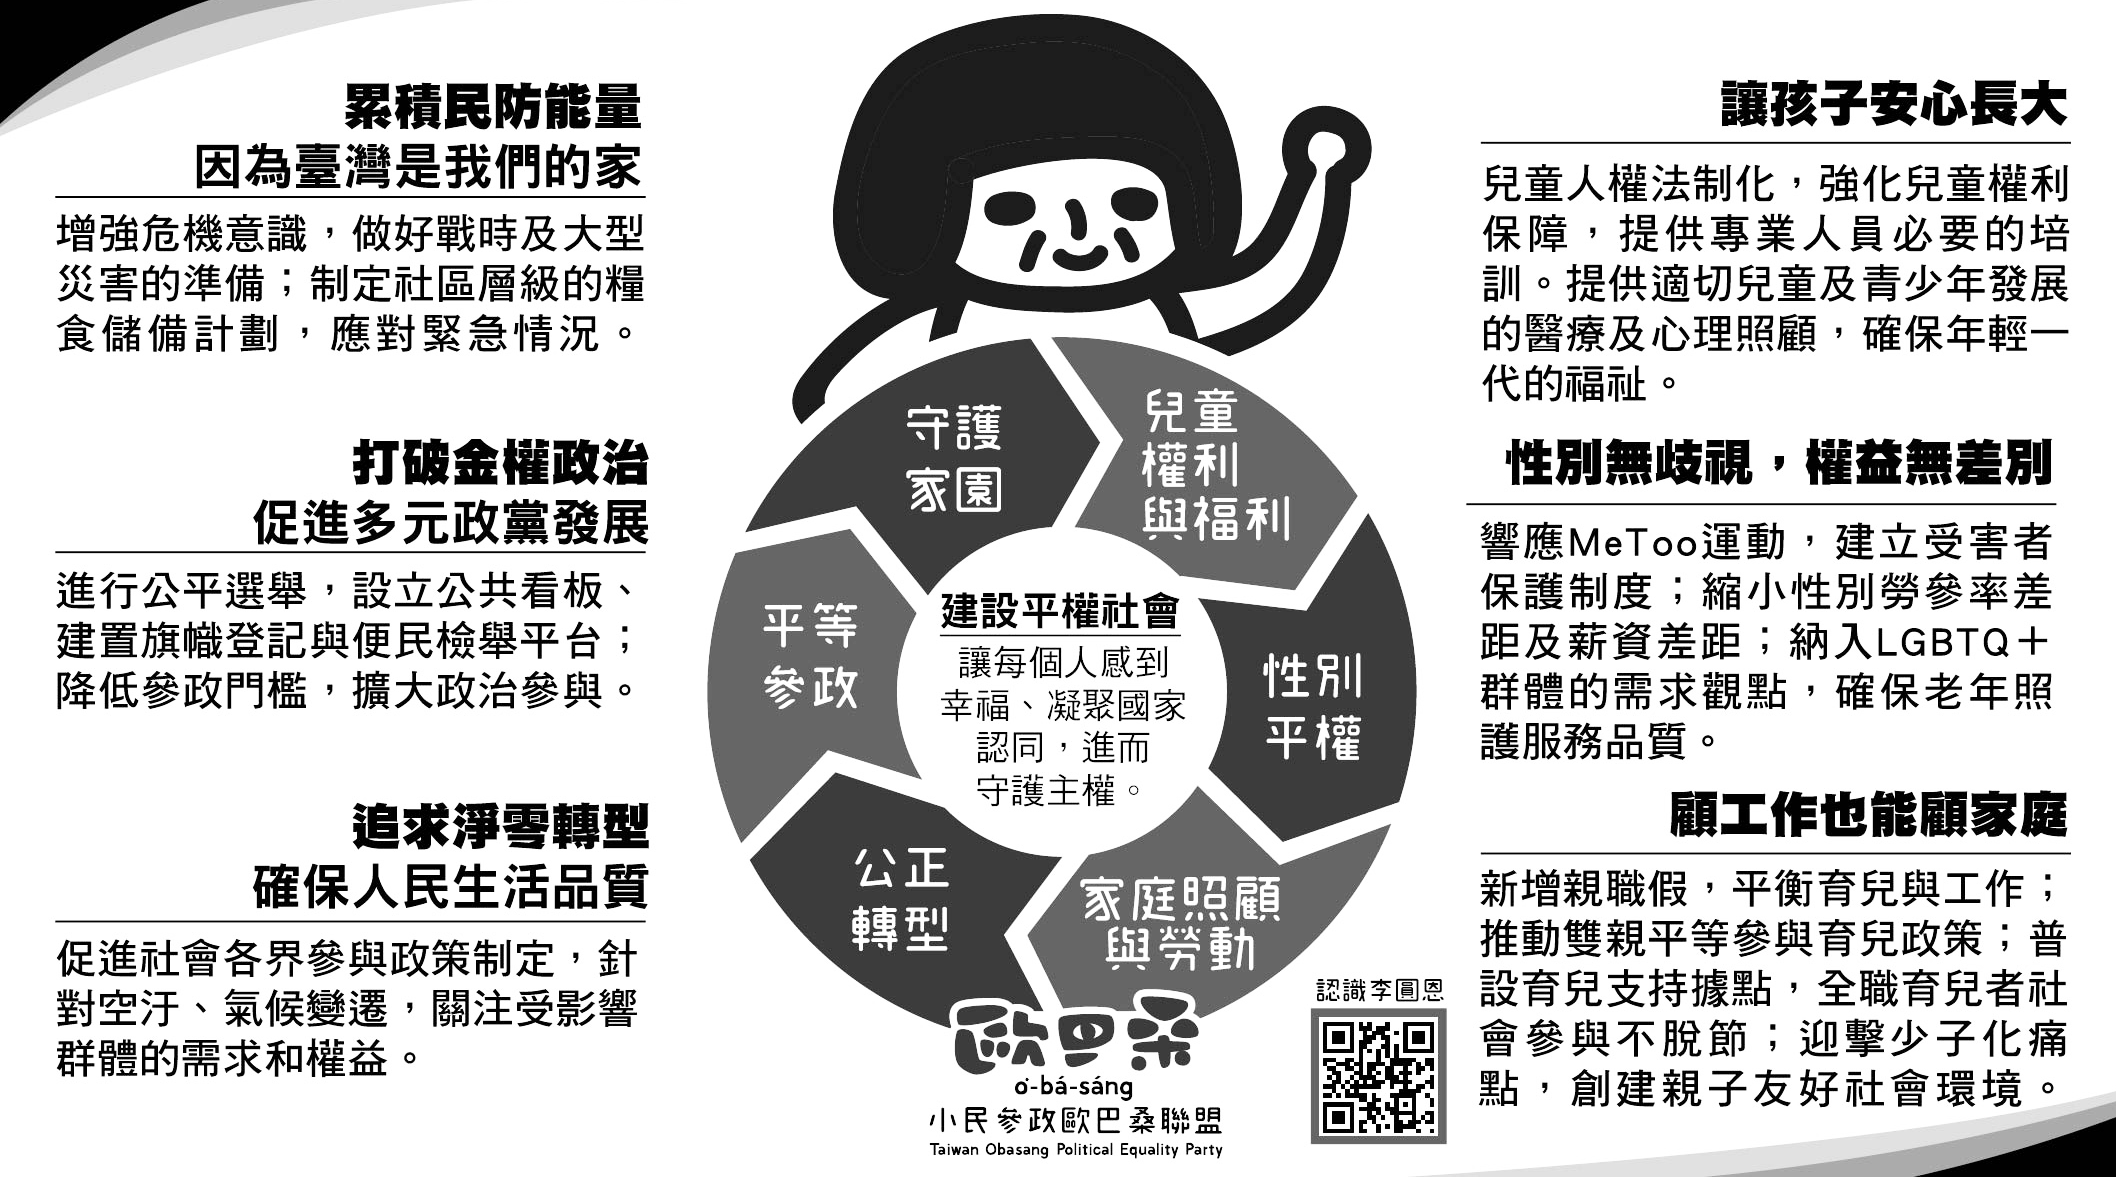 累積民防能量
因為臺灣是我們的家
增強危機意識，做好戰時及大型
災害的準備；制定社區層級的糧
食儲備計劃，應對緊急情況。
打破金權政治
促進多元政黨發展
進行公平選舉，設立公共看板、
建置旗幟登記與便民檢舉平台；
降低參政門檻，擴大政治參與。
追求淨零轉型
確保人民生活品質
促進社會各界參與政策制定，針
對空汙、氣候變遷，關注受影響
群體的需求和權益。
守護
家園
兒童
權利
與福利
平等
參政
性別
平權
公正
轉型
家庭照顧
與勞動
建設平權社會
讓每個人感到
幸福、凝聚國家
認同，進而
守護主權。
歐巴桑
o͘-bá-sáng
小民參政歐巴桑聯盟
Taiwan Obasang Political Equality Party
認識李圓恩
讓孩子安心長大
兒童人權法制化，強化兒童權利
保障，提供專業人員必要的培
訓。提供適切兒童及青少年發展
的醫療及心理照顧，確保年輕一
代的福祉。
性別無歧視，權益無差別
響應MeToo運動，建立受害者
保護制度；縮小性別勞參率差
距及薪資差距；納入LGBTQ＋
群體的需求觀點，確保老年照
護服務品質。
顧工作也能顧家庭
新增親職假，平衡育兒與工作；
推動雙親平等參與育兒政策；普
設育兒支持據點，全職育兒者社
會參與不脫節；迎擊少子化痛
點，創建親子友好社會環境。